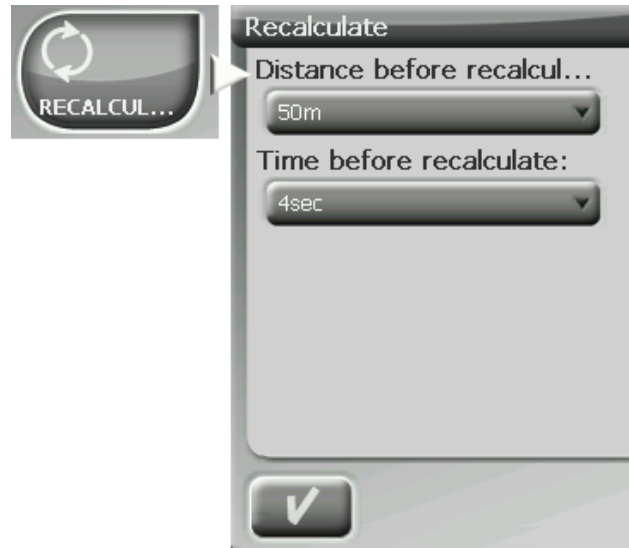 RECALCUL...
Recalculate
Distance before recalcul...
50m
Time before recalculate:
4sec